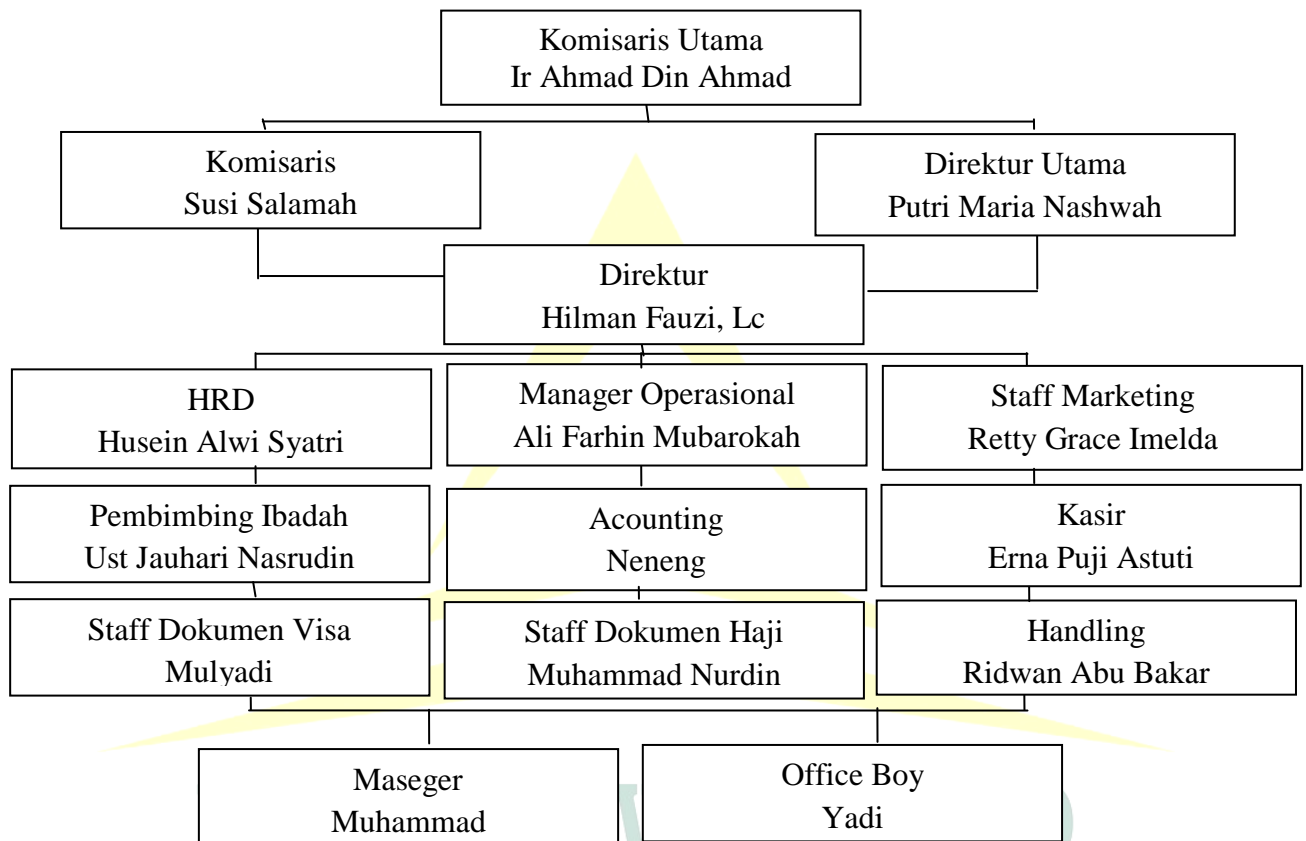 Komisaris Utama
Ir Ahmad Din Ahmad
Komisaris
Susi Salamah
Direktur Utama
Putri Maria Nashwah
Direktur
Hilman Fauzi, Lc
HRD
Husein Alwi Syatri
Manager Operasional
Ali Farhin Mubarokah
Staff Marketing
Retty Grace Imelda
Pembimbing Ibadah
Ust Jauhari Nasrudin
Acounting
Neneng
Kasir
Erna Puji Astuti
Staff Dokumen Visa
Mulyadi
Staff Dokumen Haji
Muhammad Nurdin
Handling
Ridwan Abu Bakar
Maseger
Muhammad
Office Boy
Yadi